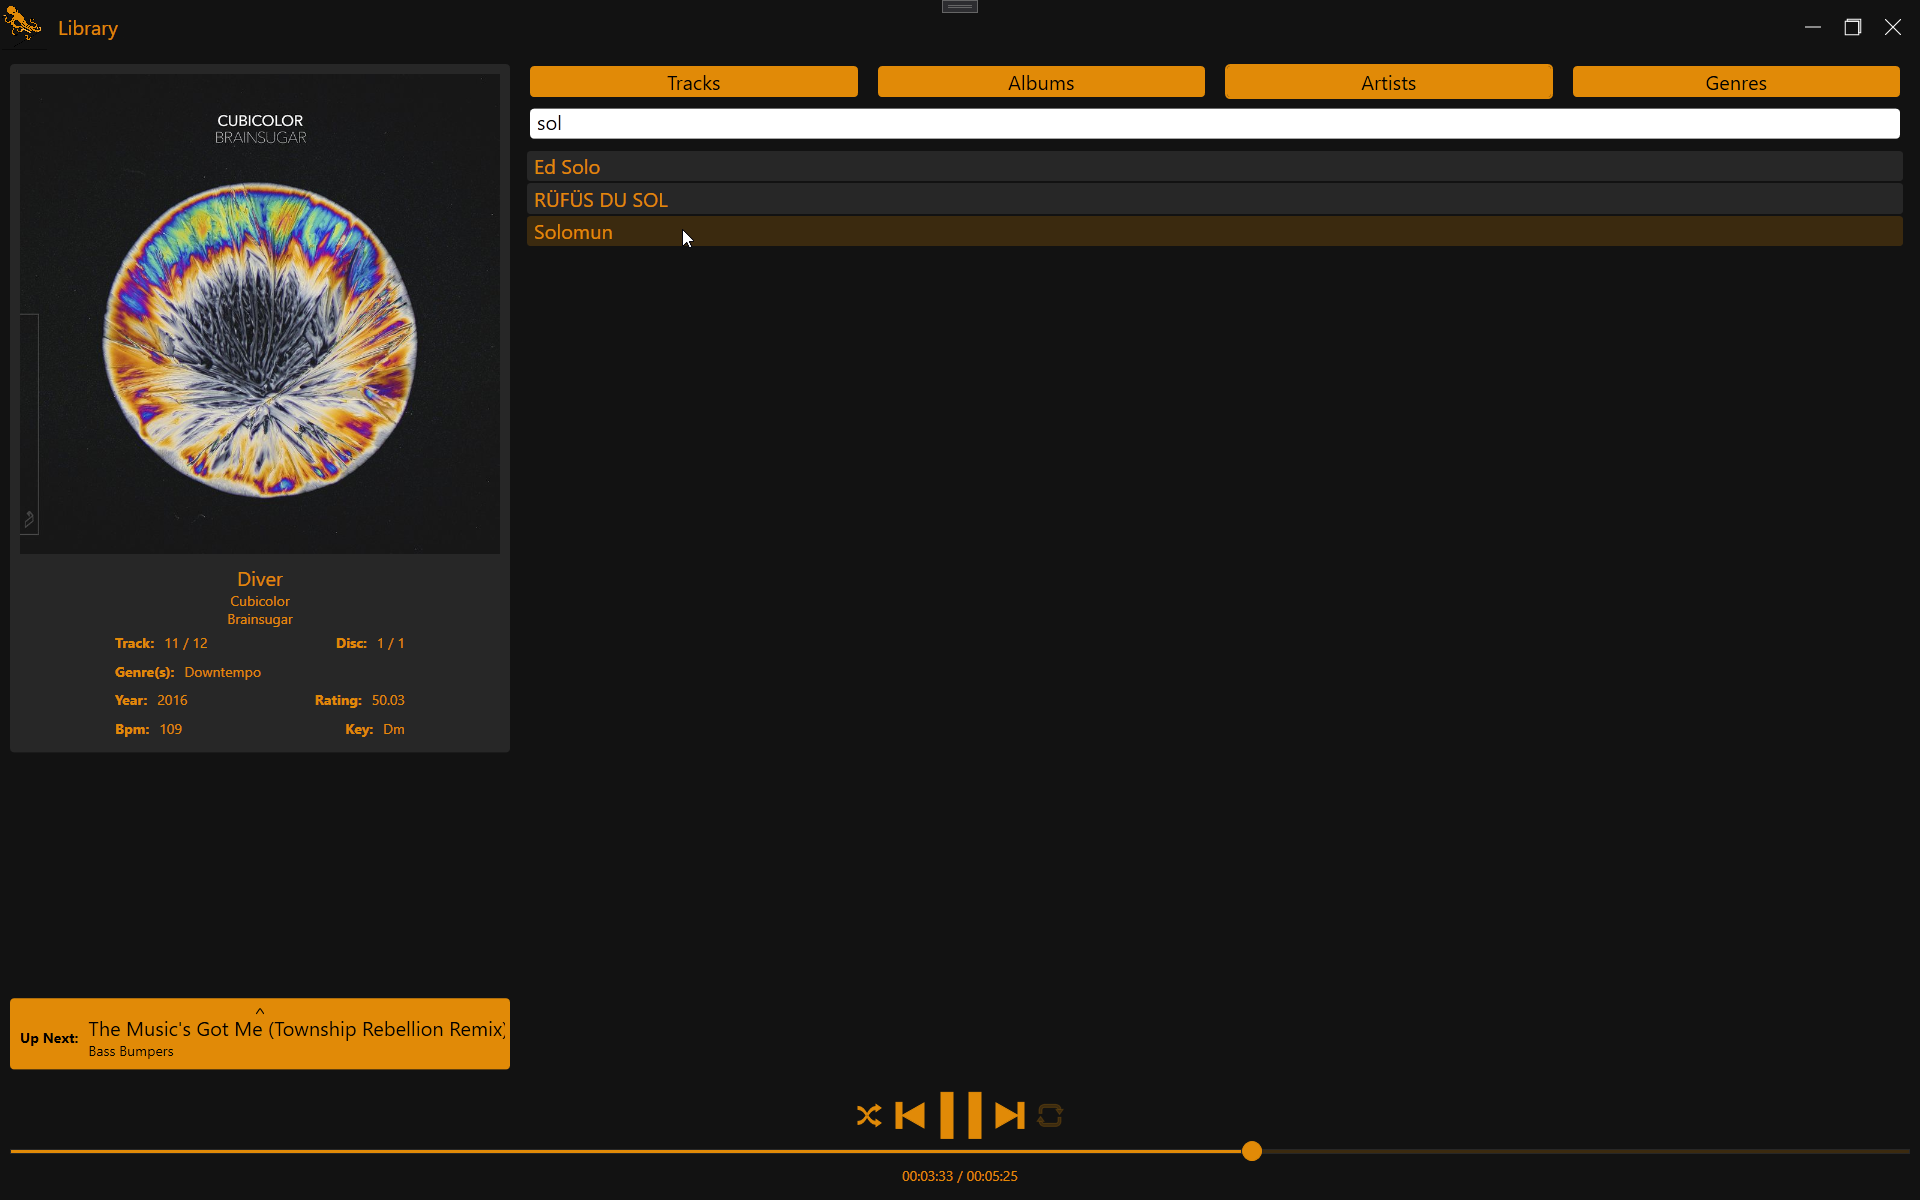 Library
CUBICOLOR
BRAINSUGAR
Diver
Cubicolor
Brainsugar
Track: 11 / 12 Disc: 1 / 1
Genre(s): Downtempo
Year: 2016 Rating: 50.03
Bpm: 109 Key: Dm
Up Next: The Music's Got Me (Township Rebellion Remix)
Bass Bumpers
Tracks Albums Artists Genres
sol
Ed Solo
RÜFÜS DU SOL
Solomun
00:03:33 / 00:05:25